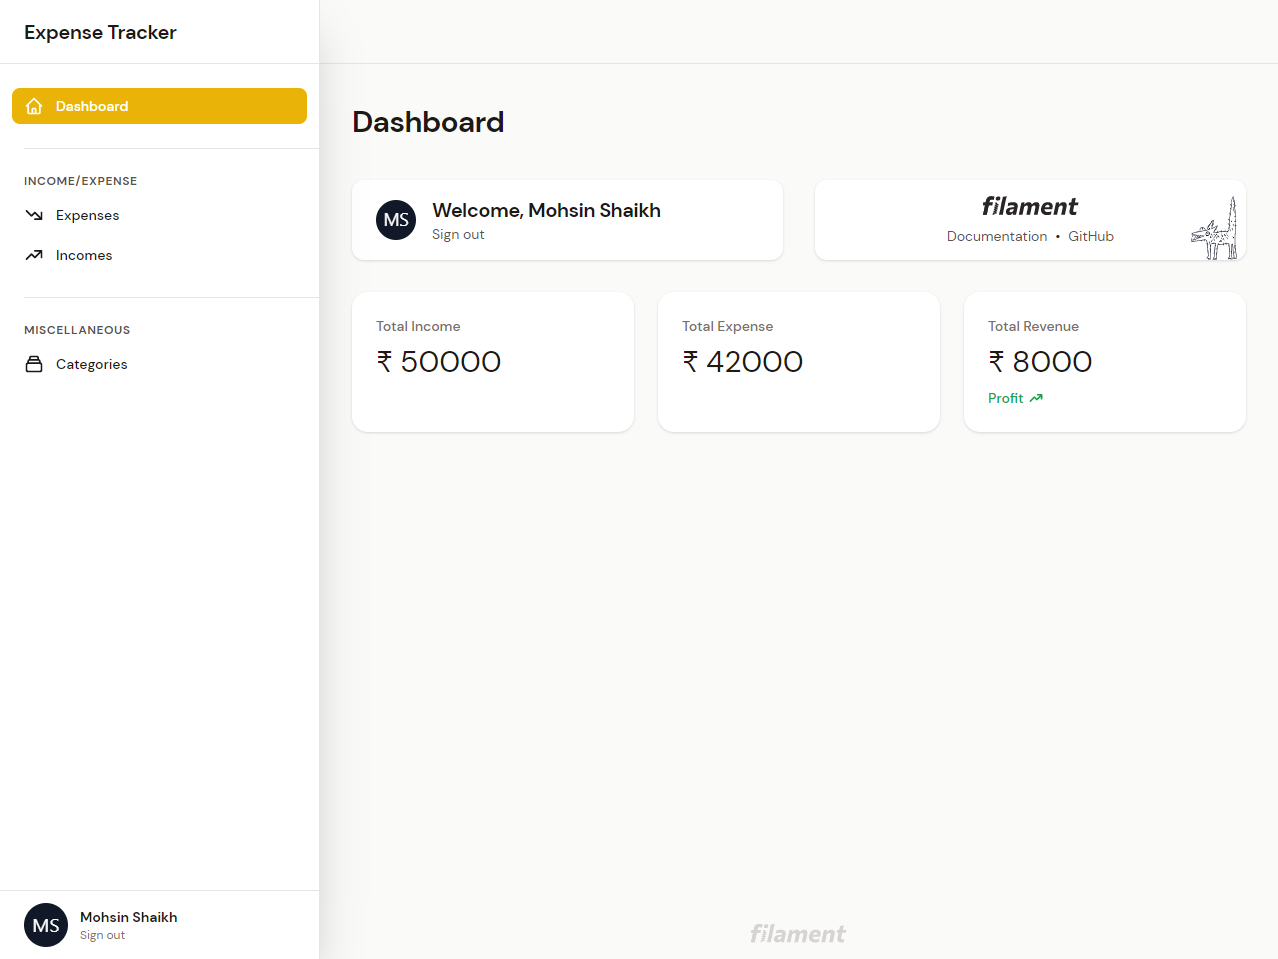 Expense Tracker
Dashboard
INCOME/EXPENSE
Expenses
Incomes
MISCELLANEOUS
Categories
MS
Mohsin Shaikh
Sign out
Dashboard
MS
Welcome, Mohsin Shaikh
Sign out
filament
Documentation • GitHub
Total Income
₹ 50000
Total Expense
₹ 42000
Total Revenue
₹ 8000
Profit
filament